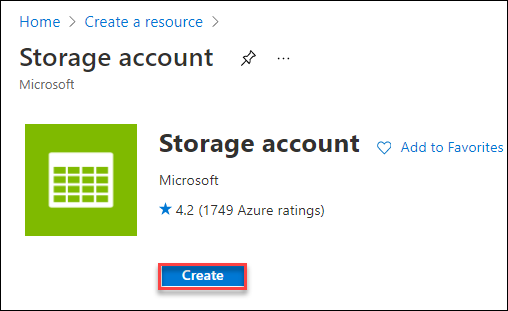 Home > Create a resource >
Storage account ...
Microsoft
Storage account Add to Favorites
Microsoft
★ 4.2 (1749 Azure ratings)
Create